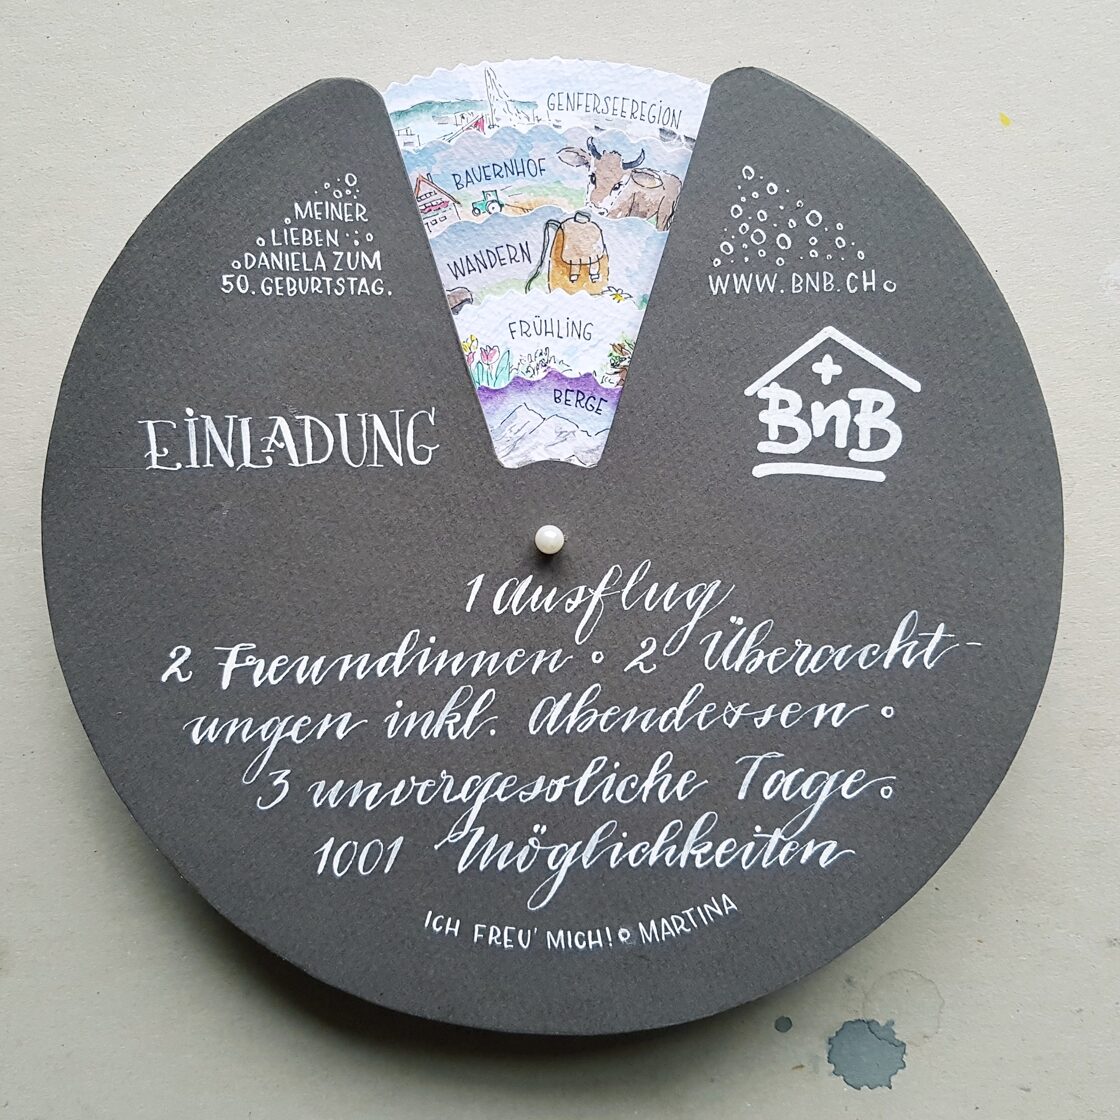 GENFERSEEREGION
BAUERNHOF
WANDERN
FRÜHLING
BERGE
MEINER
LIEBEN
DANIELA ZUM
50. GEBURTSTAG.
WWW.BNB.CH
EINLADUNG
BnB
1 Ausflug
2 Freundinnen 2 Überacht-
ungen inkl. Abendessen
3 unvergessliche Tage
1001 Möglichkeiten
ICH FREU' MICH! MARTINA